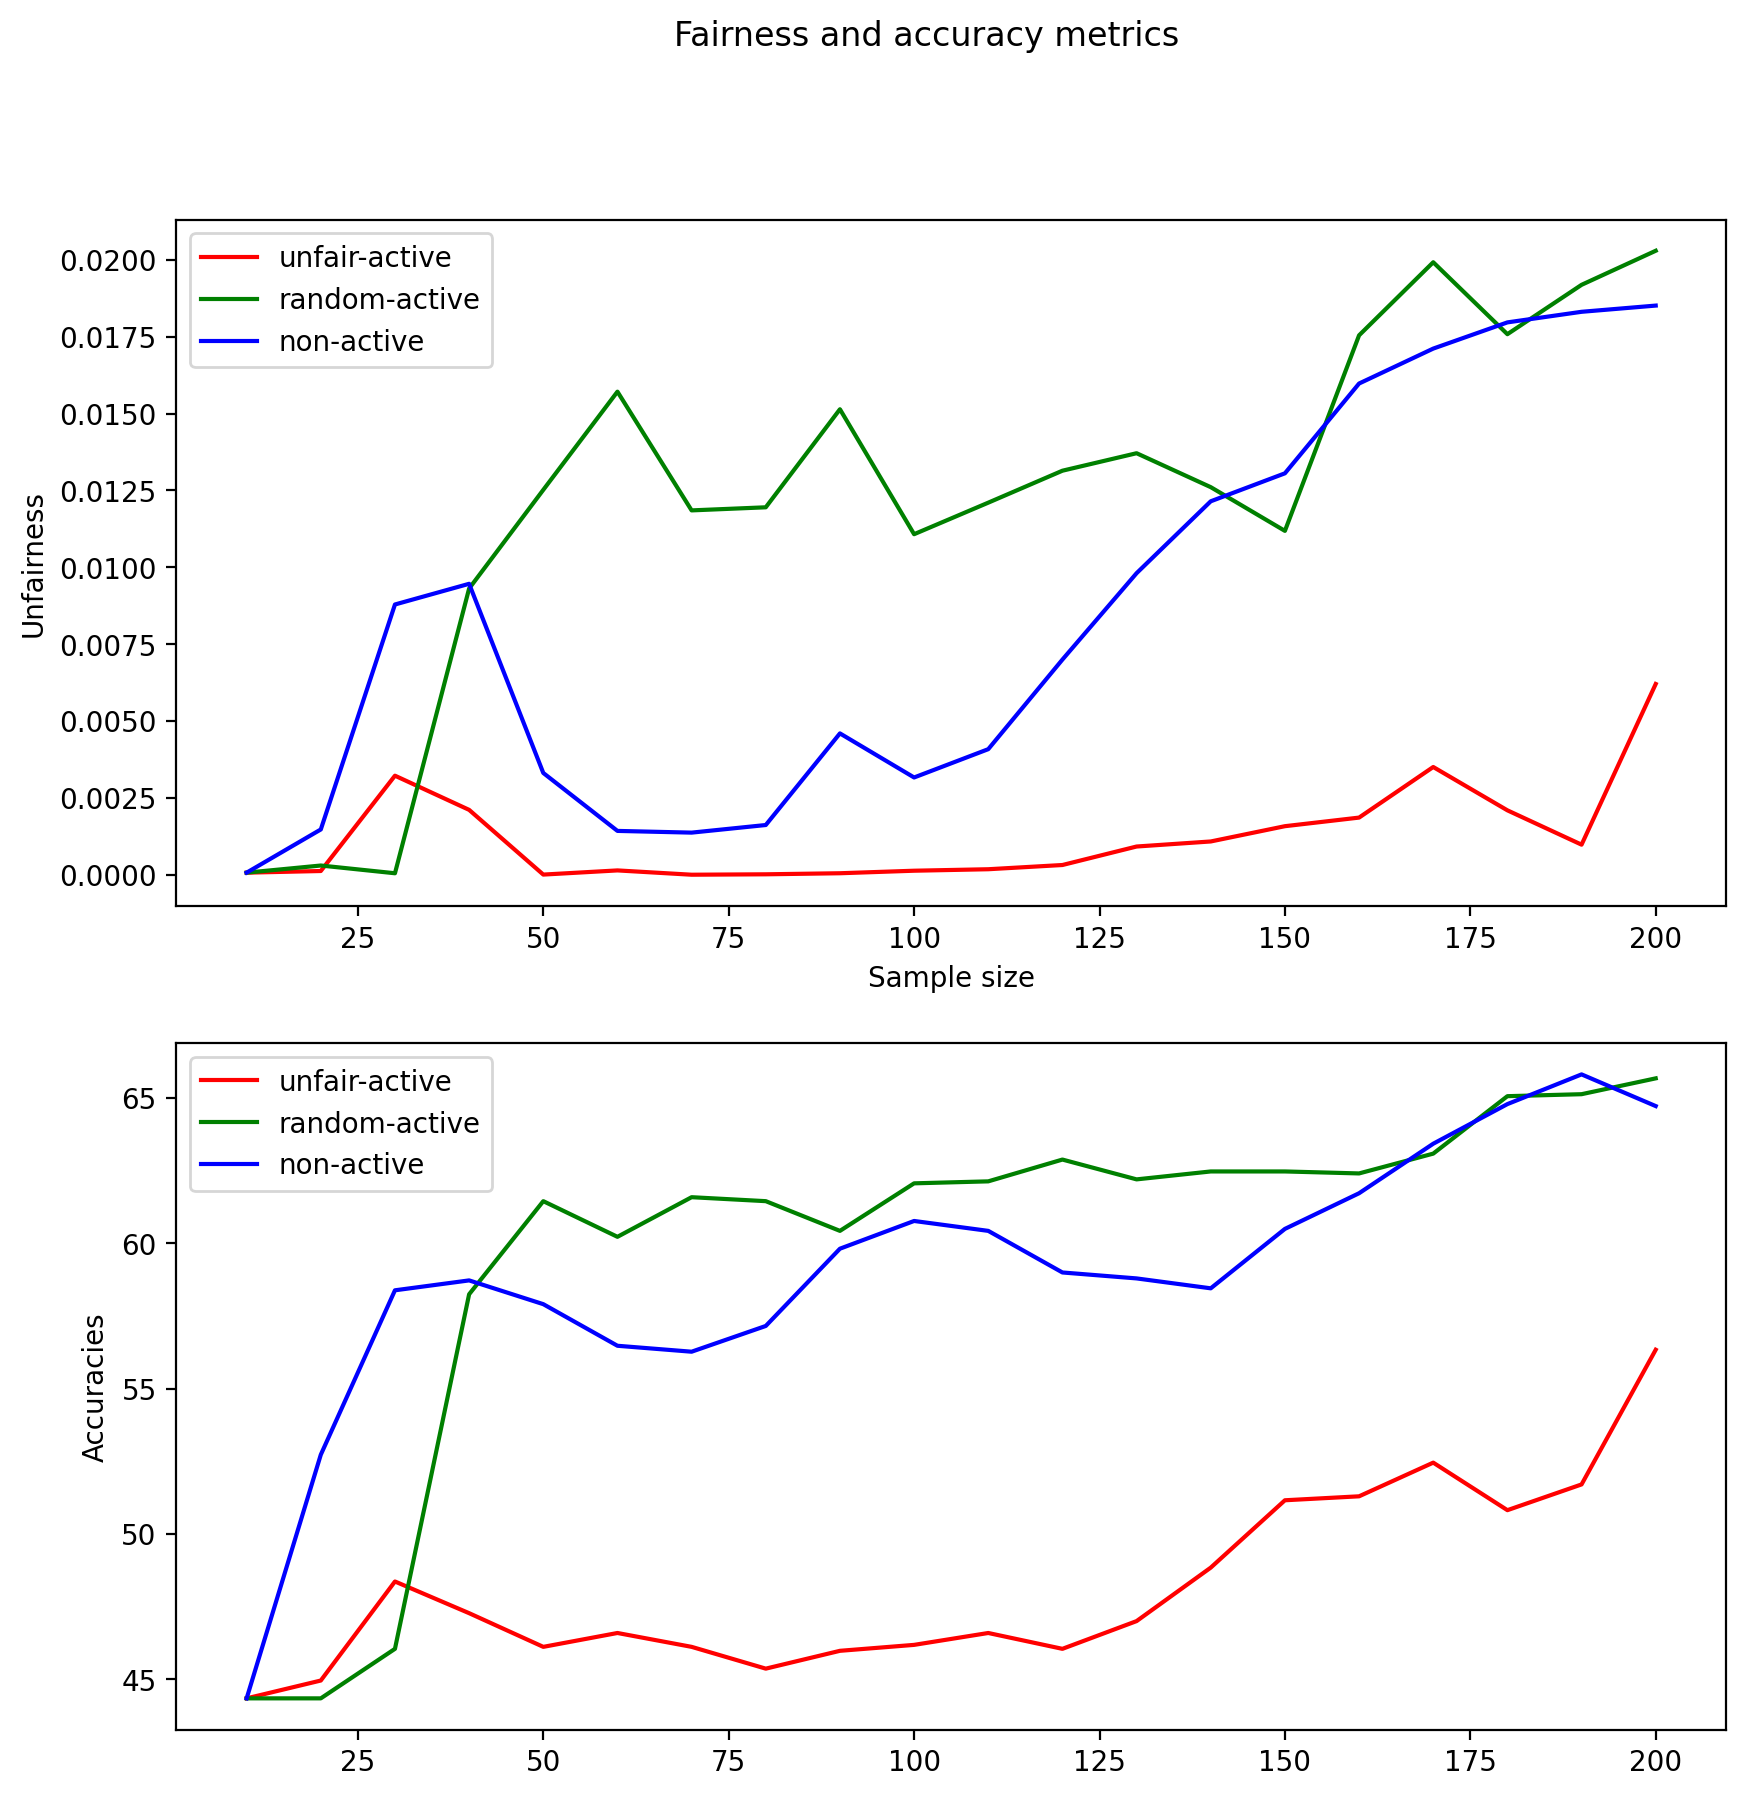 Fairness and accuracy metrics
unfair-active
random-active
non-active
0.0200
0.0175
0.0150
0.0125
0.0100
0.0075
0.0050
0.0025
0.0000
Unfairness
25 50 75 100 125 150 175 200
Sample size
unfair-active
random-active
non-active
65
60
55
50
45
Accuracies
25 50 75 100 125 150 175 200